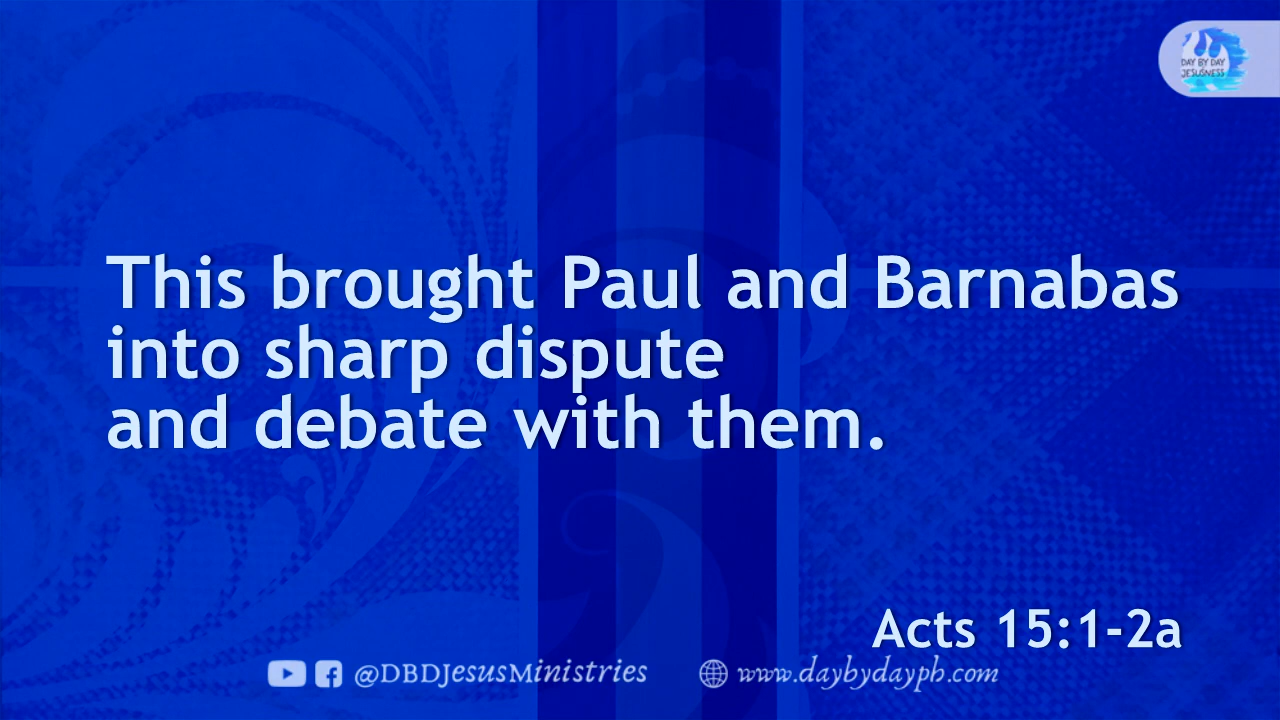 DAY BY DAY
JESUSNESS
This brought Paul and Barnabas
into sharp dispute
and debate with them.
Acts 15:1-2a
@DBDJesusMinistries
www.daybydayph.com